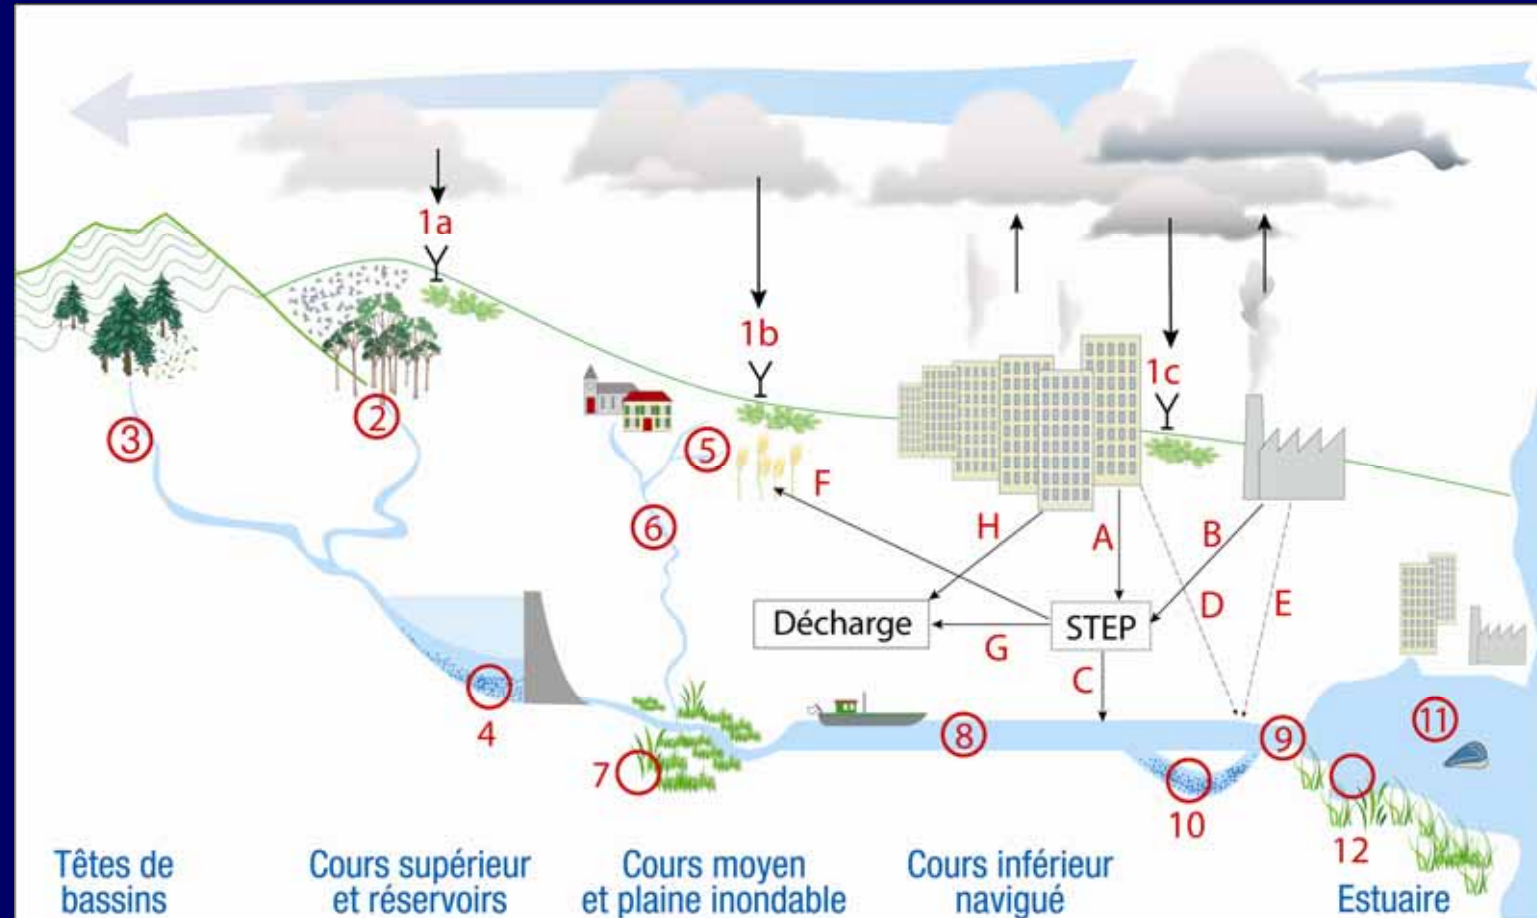 1a
1b
1c
3
2
5
F
6
H
A
B
D
E
Décharge
STEP
G
C
4
7
8
9
11
10
12
Têtes de
bassins
Cours supérieur
et réservoirs
Cours moyen
et plaine inondable
Cours inférieur
navigué
Estuaire